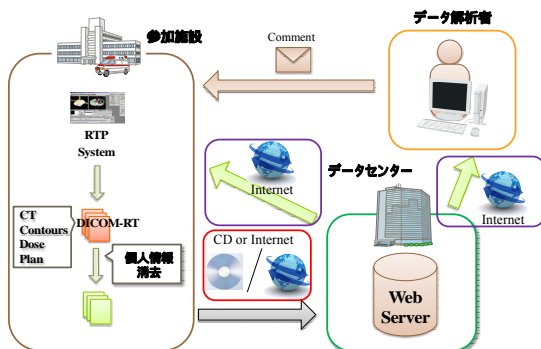 参加施設
データ解析者
Comment
RTP
System
データセンター
Internet
Internet
CT
Contours
Dose
Plan
DICOM-RT
個人情報
消去
CD or Internet
Web
Server